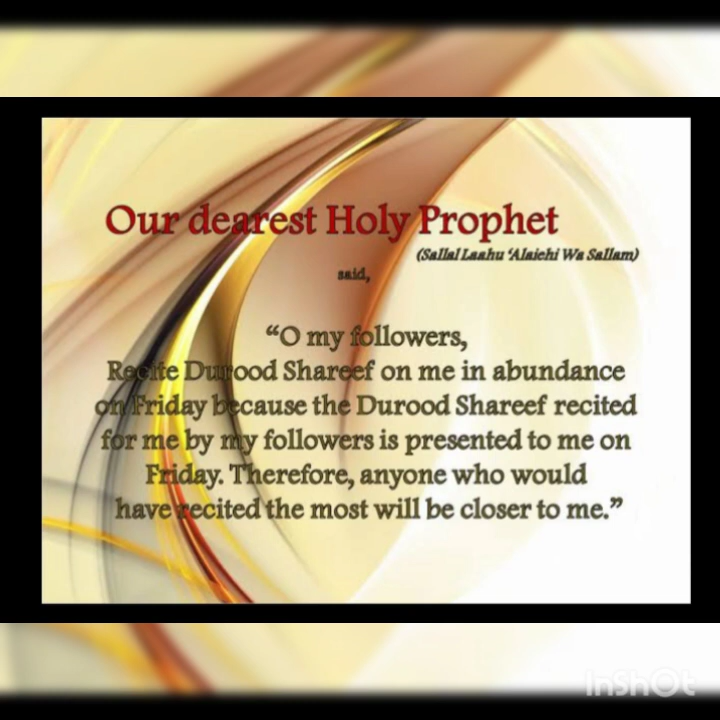 Our dearest Holy Prophet
(Sallal Laahu ‘Alaiehi Wa Sallam)
said,
“O my followers,
Recite Durood Shareef on me in abundance
on Friday because the Durood Shareef recited
for me by my followers is presented to me on
Friday. Therefore, anyone who would
have recited the most will be closer to me.”
InShOt